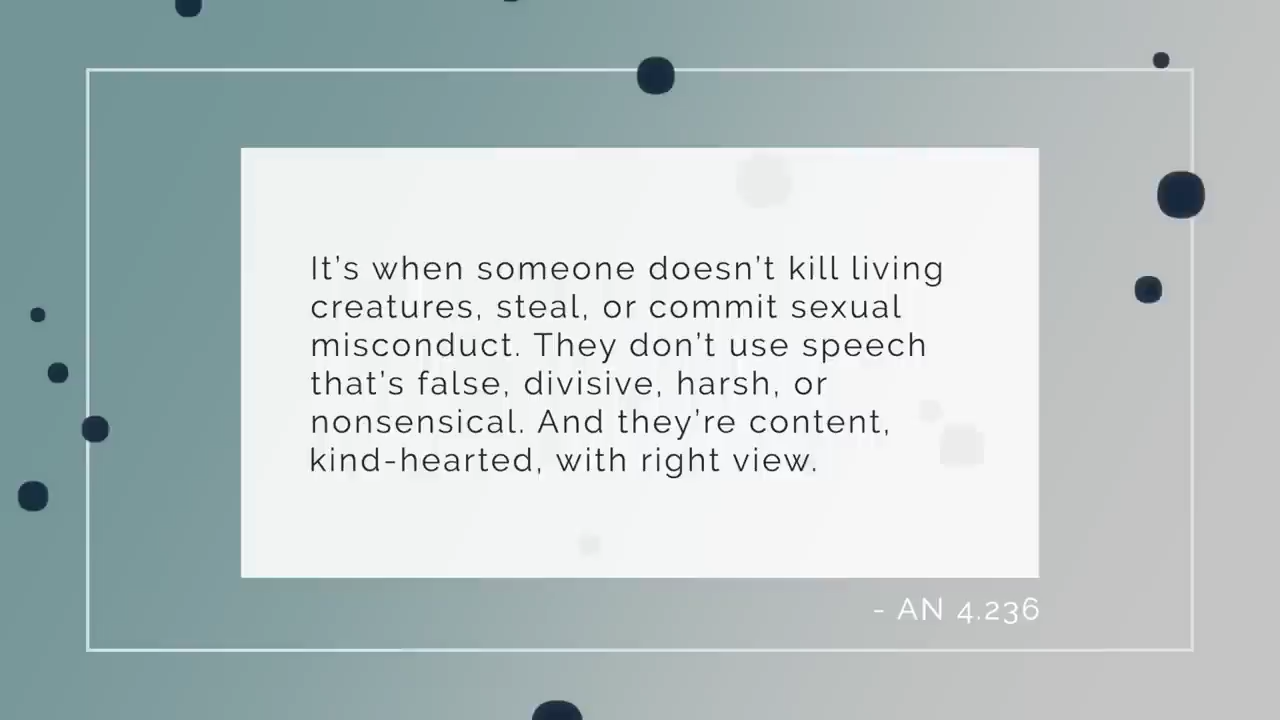 It’s when someone doesn’t kill living
creatures, steal, or commit sexual
misconduct. They don’t use speech
that’s false, divisive, harsh, or
nonsensical. And they’re content,
kind-hearted, with right view.
- AN 4.236